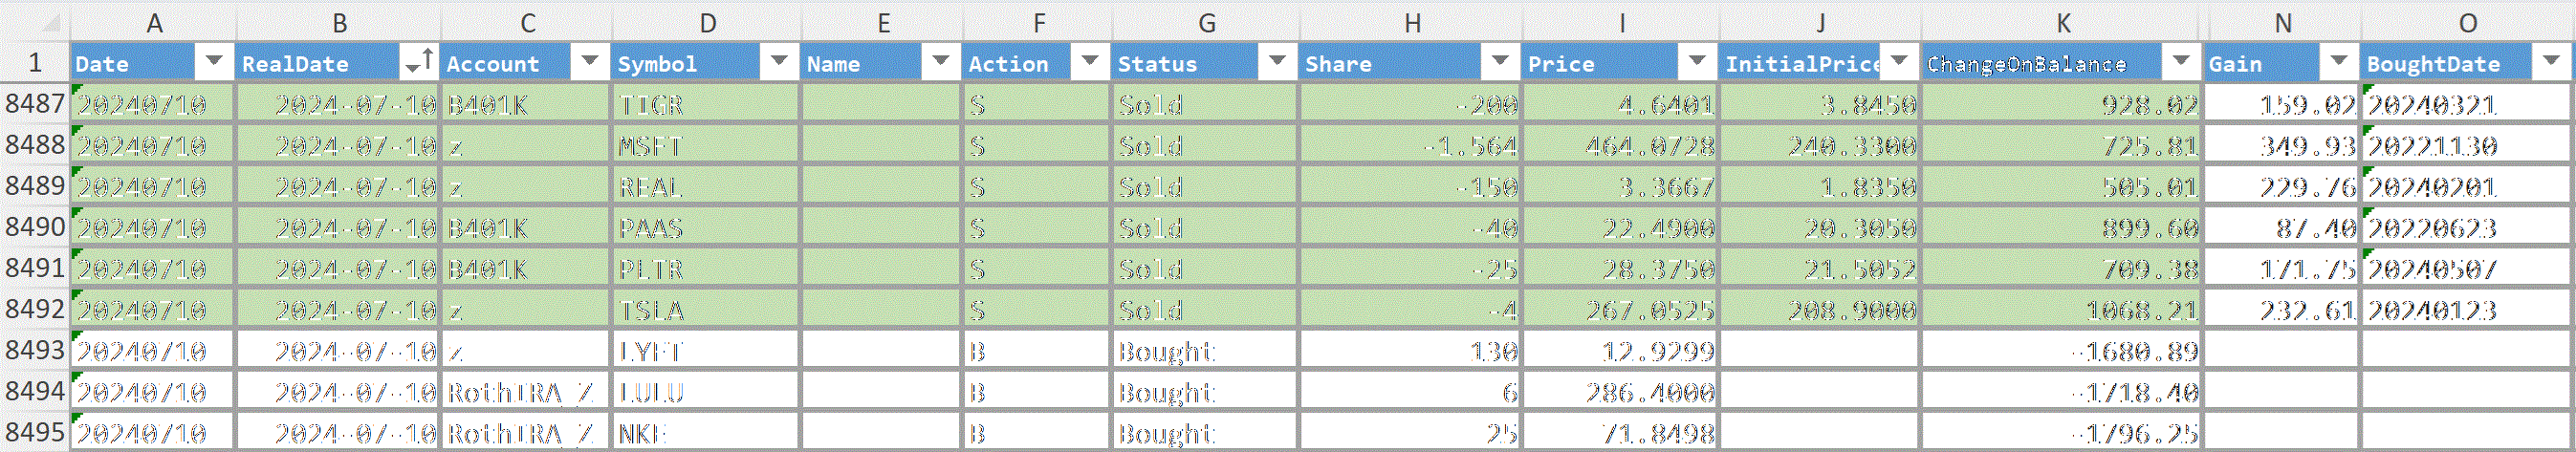 A B C D E F G H I J K N O
1 Date RealDate Account Symbol Name Action Status Share Price InitialPrice ChangeOnBalance Gain BoughtDate
8487 20240710 2024-07-10 B401K TIGR S Sold -200 4.6401 3.8450 928.02 159.02 20240321
8488 20240710 2024-07-10 z MSFT S Sold -1.564 464.0728 240.3300 725.81 349.93 20221130
8489 20240710 2024-07-10 z REAL S Sold -150 3.3667 1.8350 505.01 229.76 20240201
8490 20240710 2024-07-10 B401K PAAS S Sold -40 22.4900 20.3050 899.60 87.40 20220623
8491 20240710 2024-07-10 B401K PLTR S Sold -25 28.3750 21.5052 709.38 171.75 20240507
8492 20240710 2024-07-10 z TSLA S Sold -4 267.0525 208.9000 1068.21 232.61 20240123
8493 20240710 2024-07-10 z LYFT B Bought 130 12.9299 -1680.89
8494 20240710 2024-07-10 RothIRA_Z LULU B Bought 6 286.4000 -1718.40
8495 20240710 2024-07-10 RothIRA_Z NKE B Bought 25 71.8498 -1796.25